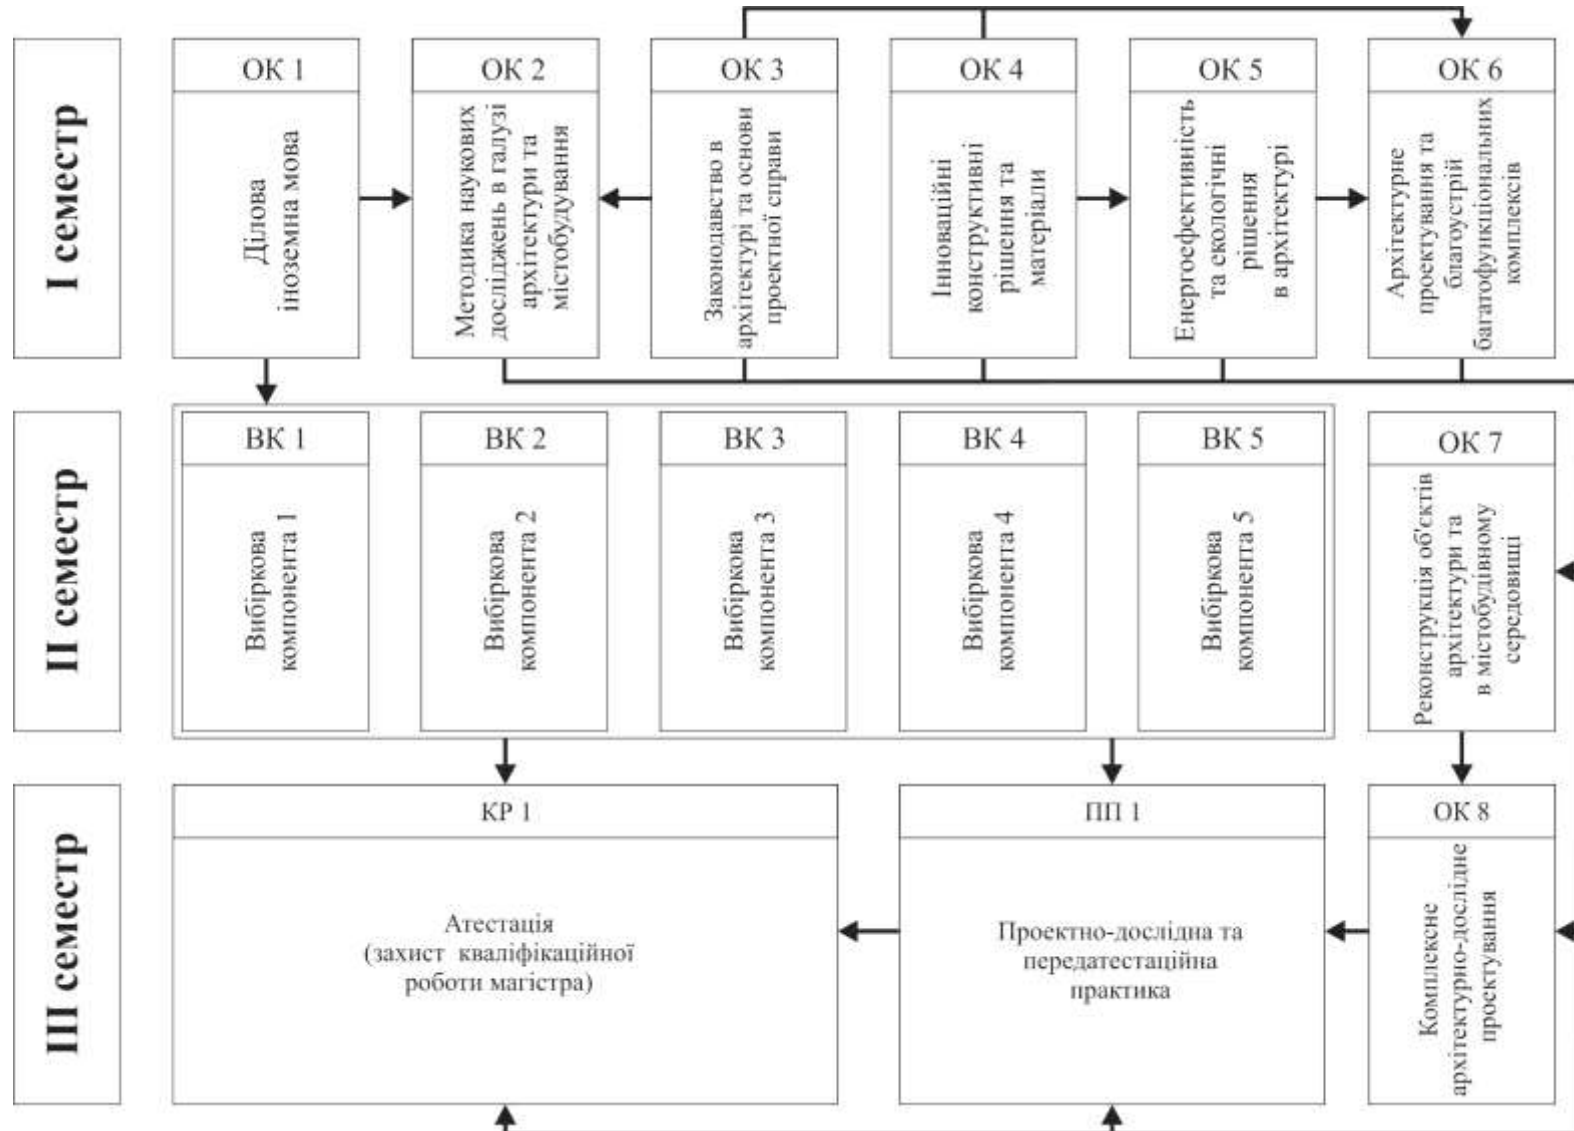 І семестр
ОК 1
Ділова
іноземна мова
ОК 2
Методика наукових
досліджень в галузі
архітектури та
містобудування
ОК 3
Законодавство в
архітектурі та основи
проектної справи
ОК 4
Інноваційні
конструктивні
рішення та
матеріали
ОК 5
Енергоефективність
та екологічні
рішення
в архітектурі
ОК 6
Архітектурне
проектування та
благоустрій
багатофункціональних
комплексів
ІІ семестр
ВК 1
Вибіркова
компонента 1
ВК 2
Вибіркова
компонента 2
ВК 3
Вибіркова
компонента 3
ВК 4
Вибіркова
компонента 4
ВК 5
Вибіркова
компонента 5
ОК 7
Реконструкція об'єктів
архітектури та
в містобудівному
середовищі
ІІІ семестр
КР 1
Атестація
(захист кваліфікаційної
роботи магістра)
ПП 1
Проектно-дослідна та
передатестаційна
практика
ОК 8
Комплексне
архітектурно-дослідне
проектування